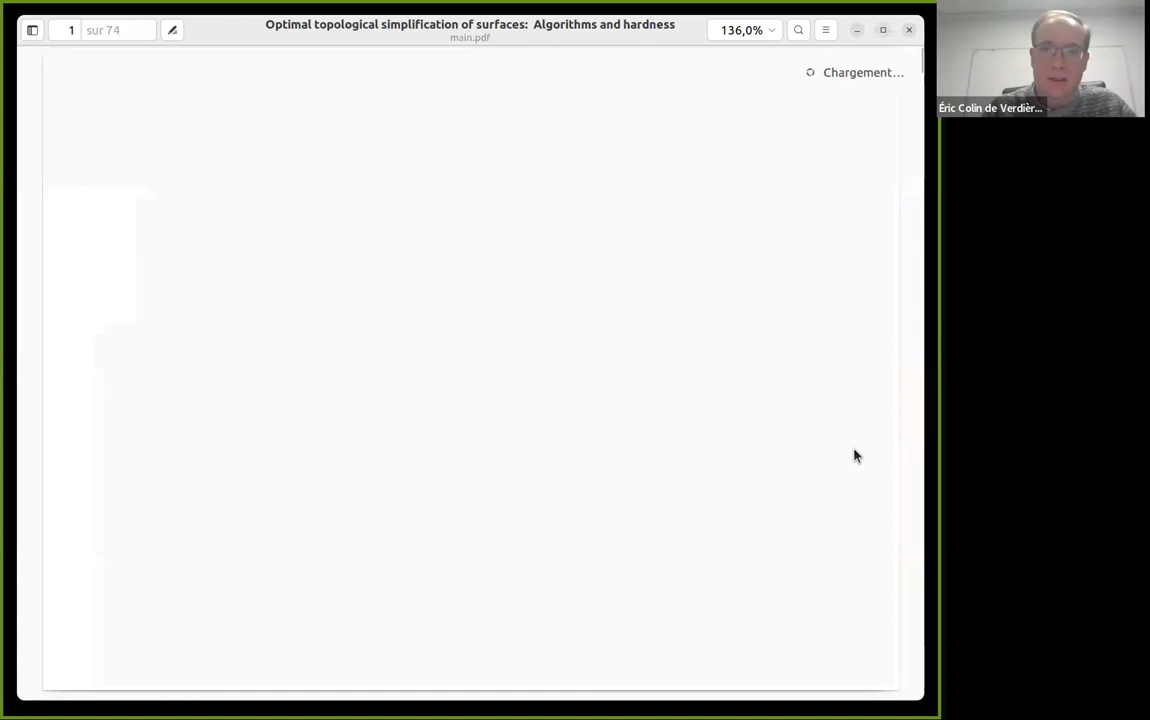 1 sur 74
Optimal topological simplification of surfaces: Algorithms and hardness
main.pdf
136,0%
Chargement…
Éric Colin de Verdièr...